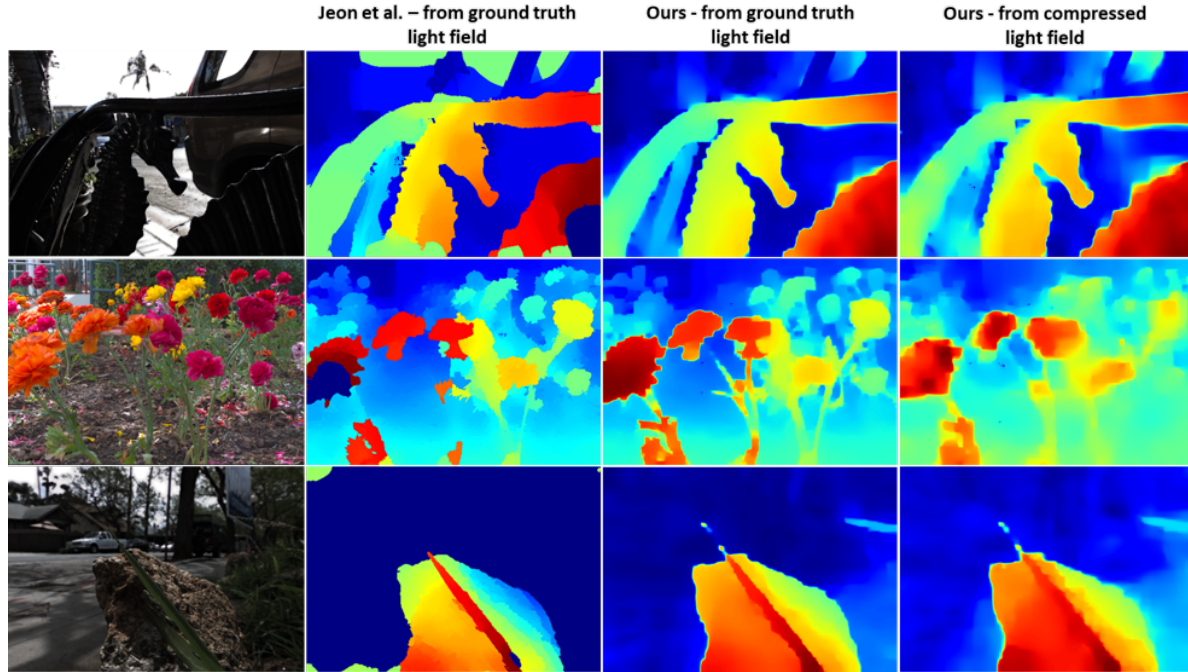 Jeon et al. – from ground truth
light field
Ours - from ground truth
light field
Ours - from compressed
light field